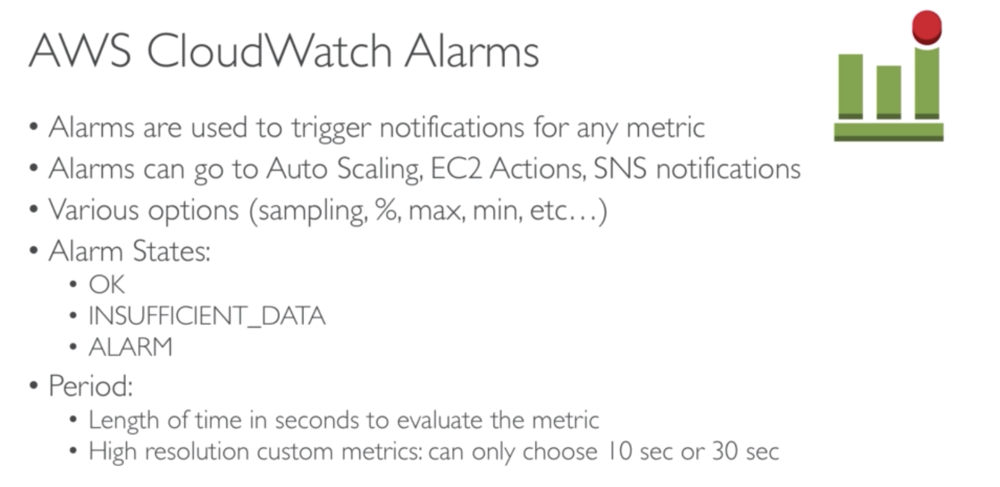 AWS CloudWatch Alarms
• Alarms are used to trigger notifications for any metric
• Alarms can go to Auto Scaling, EC2 Actions, SNS notifications
• Various options (sampling, %, max, min, etc…)
• Alarm States:
• OK
• INSUFFICIENT_DATA
• ALARM
• Period:
• Length of time in seconds to evaluate the metric
• High resolution custom metrics: can only choose 10 sec or 30 sec